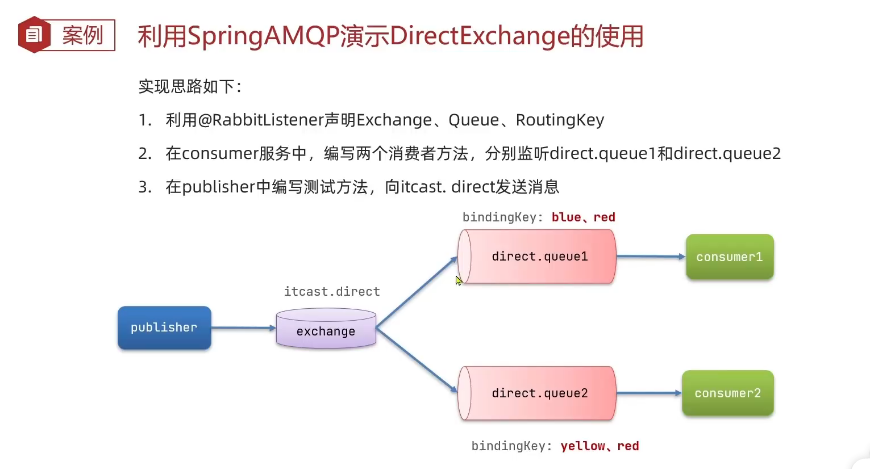 案例
利用SpringAMQP演示DirectExchange的使用
实现思路如下：
1. 利用@RabbitListener声明Exchange、Queue、RoutingKey
2. 在consumer服务中，编写两个消费者方法，分别监听direct.queue1和direct.queue2
3. 在publisher中编写测试方法，向itcast. direct发送消息
bindingKey: blue、red
direct.queue1
consumer1
itcast.direct
publisher
exchange
direct.queue2
consumer2
bindingKey: yellow、red